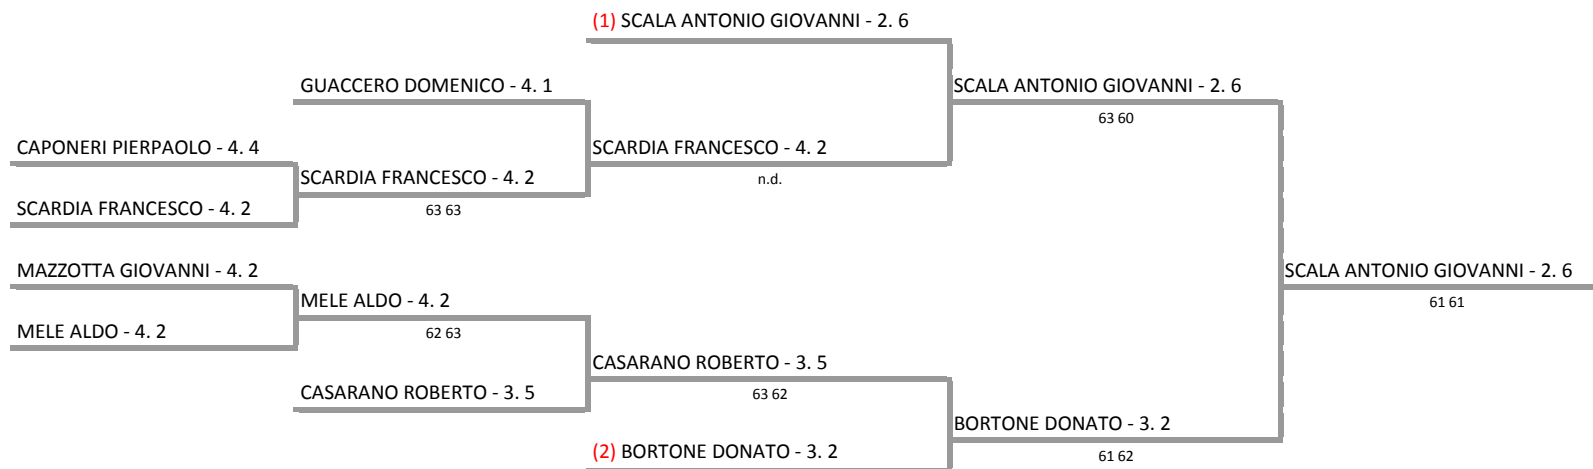 (1) SCALA ANTONIO GIOVANNI - 2. 6
GUACCERO DOMENICO - 4. 1
SCALA ANTONIO GIOVANNI - 2. 6
63 60
CAPONERI PIERPAOLO - 4. 4
SCARDIA FRANCESCO - 4. 2
n.d.
SCARDIA FRANCESCO - 4. 2
63 63
SCARDIA FRANCESCO - 4. 2
MAZZOTTA GIOVANNI - 4. 2
SCALA ANTONIO GIOVANNI - 2. 6
61 61
MELE ALDO - 4. 2
62 63
MELE ALDO - 4. 2
CASARANO ROBERTO - 3. 5
63 62
CASARANO ROBERTO - 3. 5
BORTONE DONATO - 3. 2
61 62
(2) BORTONE DONATO - 3. 2